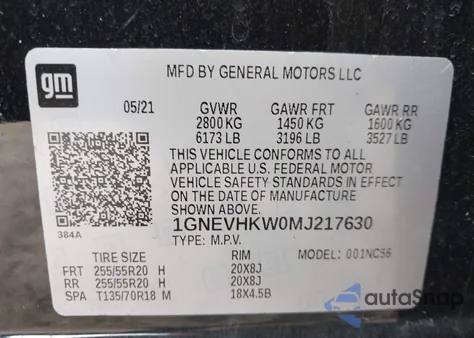 gm
MFD BY GENERAL MOTORS LLC
05/21 GVWR GAWR FRT GAWR RR
2800 KG 1450 KG 1600 KG
6173 LB 3196 LB 3527 LB
THIS VEHICLE CONFORMS TO ALL
APPLICABLE U.S. FEDERAL MOTOR
VEHICLE SAFETY STANDARDS IN
EFFECT ON THE DATE OF MANUFACTURE
SHOWN ABOVE.
384A
1GNEVHKW0MJ217630
TYPE: M.P.V. MODEL: 001NC56
TIRE SIZE RIM
FRT 255/55R20 H 20X8J
RR 255/55R20 H 20X8J
SPA T135/70R18 M 18X4.5B
autoSnap